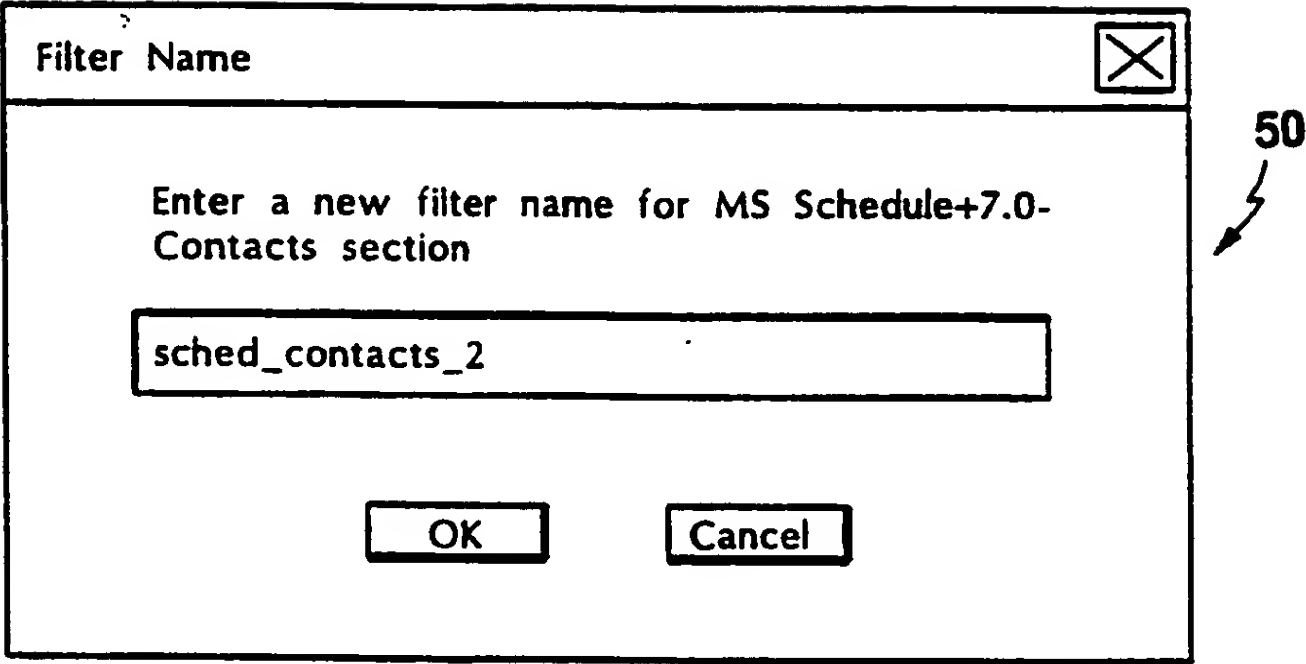 Filter Name
50
Enter a new filter name for MS Schedule+7.0-
Contacts section
sched_contacts_2
OK
Cancel